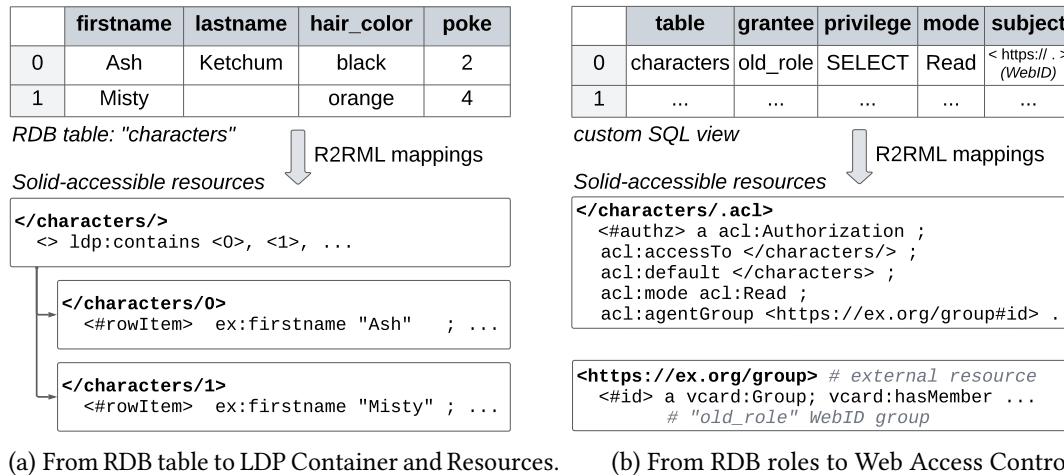 firstname lastname hair_color poke
0 Ash Ketchum black 2
1 Misty orange 4
RDB table: "characters"
R2RML mappings
Solid-accessible resources
</characters/>
<> ldp:contains <0>, <1>, ...
</characters/0>
<#rowItem> ex:firstname "Ash" ; ...
</characters/1>
<#rowItem> ex:firstname "Misty" ; ...
(a) From RDB table to LDP Container and Resources.
table grantee privilege mode subject
0 characters old_role SELECT Read < https:// . >
(WebID)
1 ... ... ... ... ...
custom SQL view
R2RML mappings
Solid-accessible resources
</characters/.acl>
<#authz> a acl:Authorization ;
acl:accessTo </characters/> ;
acl:default </characters> ;
acl:mode acl:Read ;
acl:agentGroup <https://ex.org/group#id> .
<https://ex.org/group> # external resource
<#id> a vcard:Group; vcard:hasMember ...
# "old_role" WebID group
(b) From RDB roles to Web Access Contro